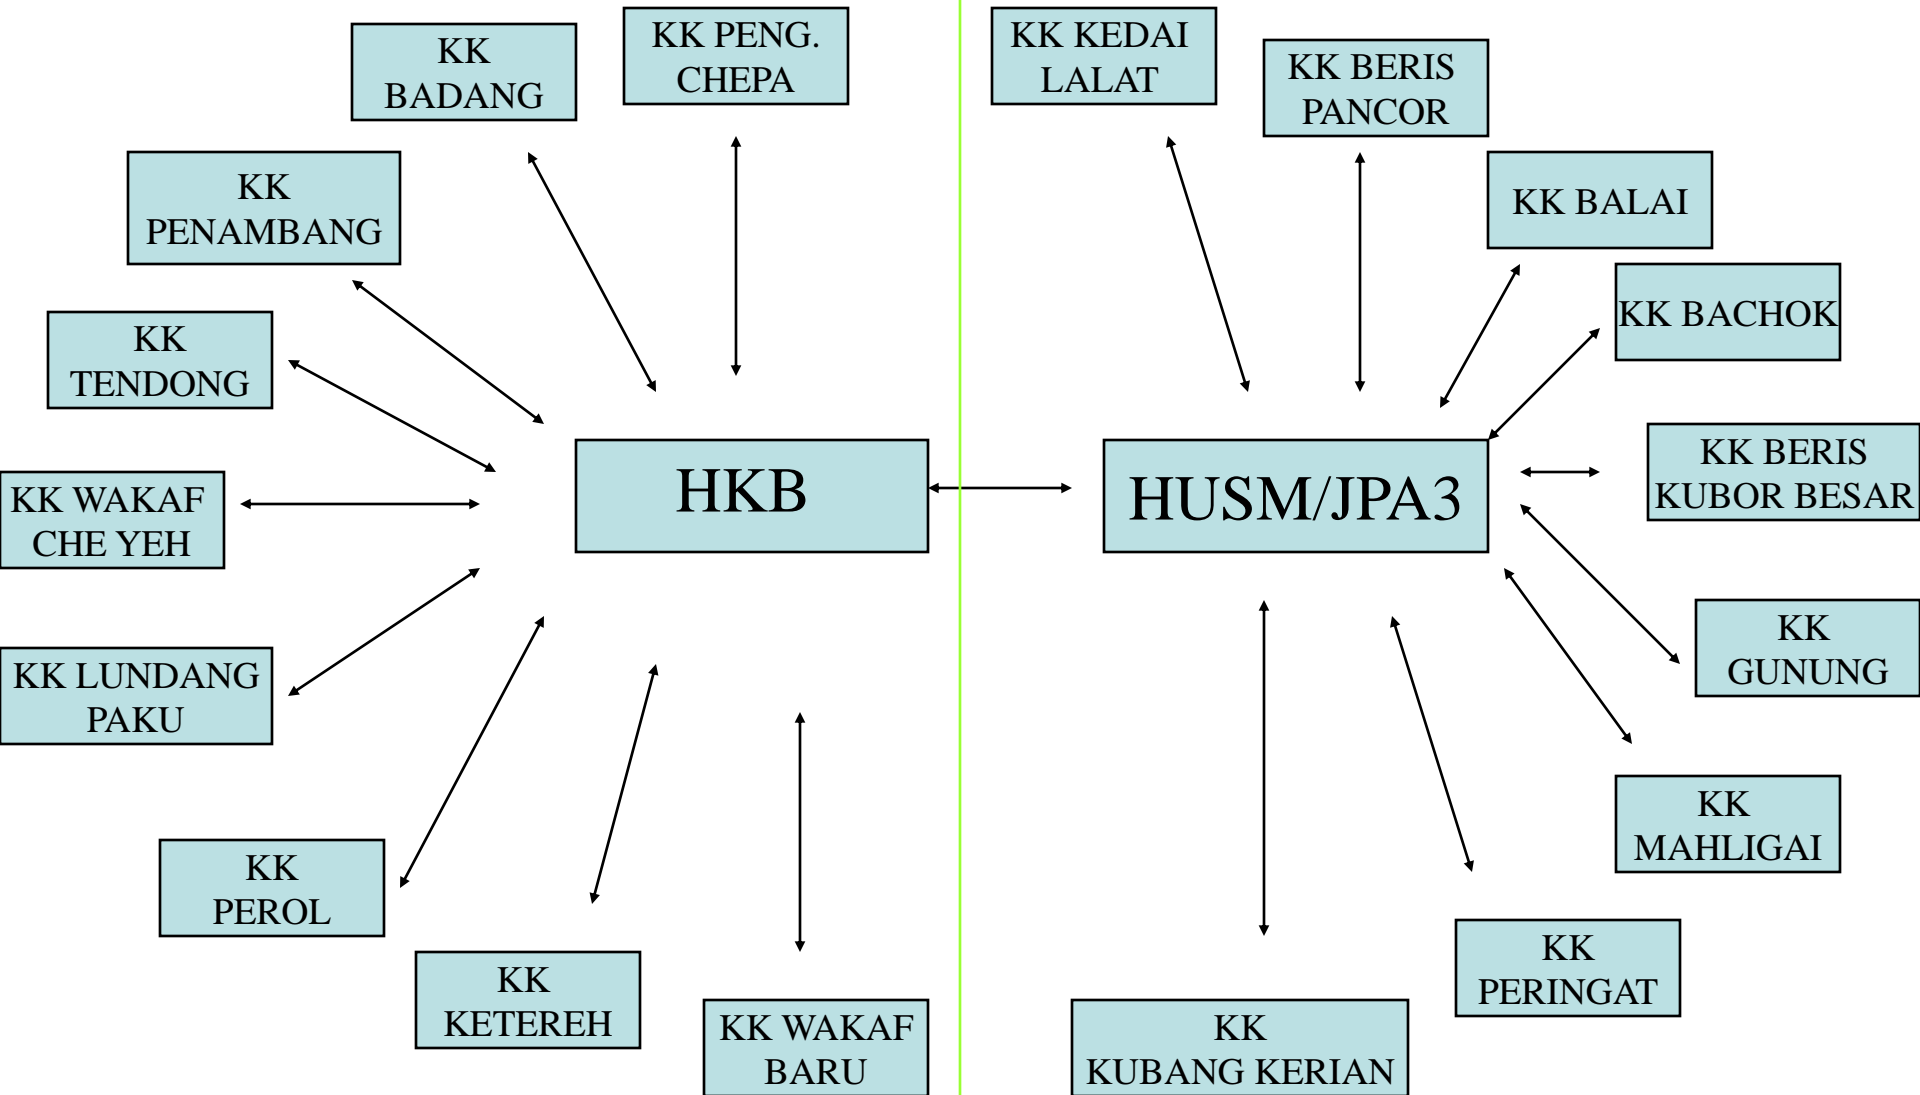 KK
BADANG
KK PENG.
CHEPA
KK KEDAI
LALAT
KK BERIS
PANCOR
KK
PENAMBANG
KK BALAI
KK BACHOK
KK
TENDONG
HKB
HUSM/JPA3
KK BERIS
KUBOR BESAR
KK WAKAF
CHE YEH
KK
GUNUNG
KK LUNDANG
PAKU
KK
MAHLIGAI
KK
PEROL
KK
PERINGAT
KK
KETEREH
KK WAKAF
BARU
KK
KUBANG KERIAN